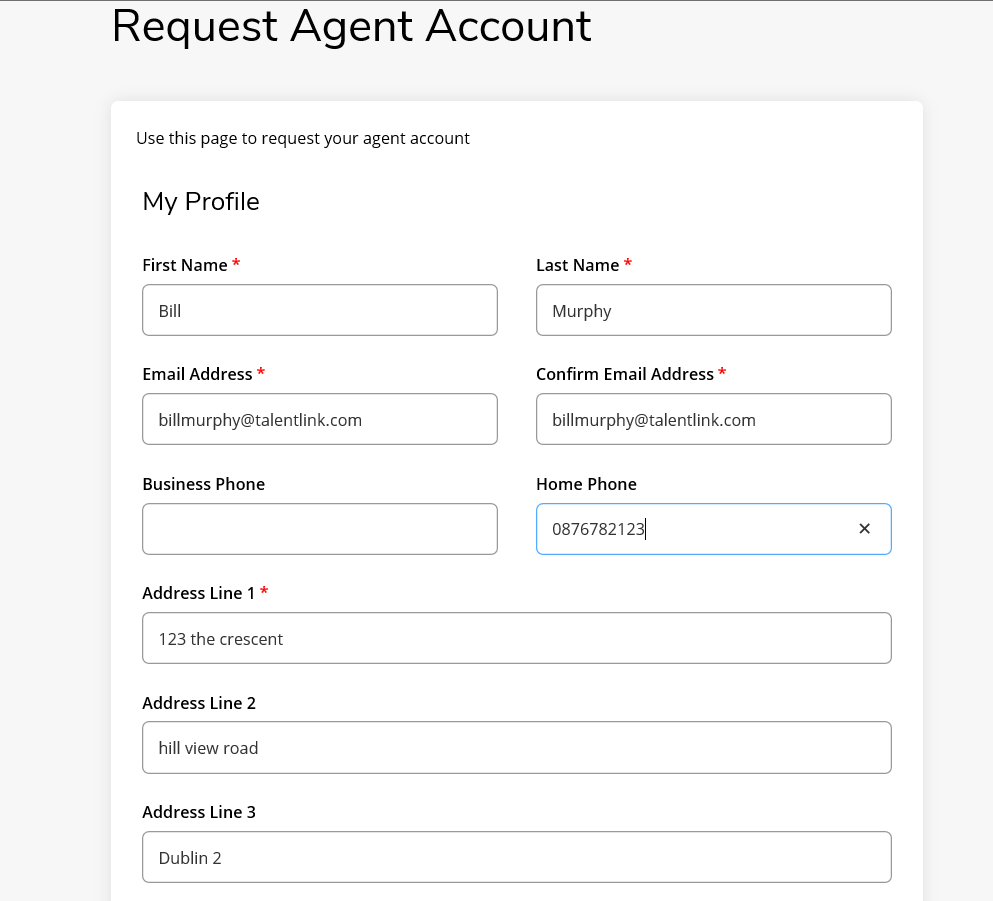 Request Agent Account
Use this page to request your agent account
My Profile
First Name *
Last Name *
Bill
Murphy
Email Address *
Confirm Email Address *
billmurphy@talentlink.com
billmurphy@talentlink.com
Business Phone
Home Phone
0876782123
Address Line 1 *
123 the crescent
Address Line 2
hill view road
Address Line 3
Dublin 2